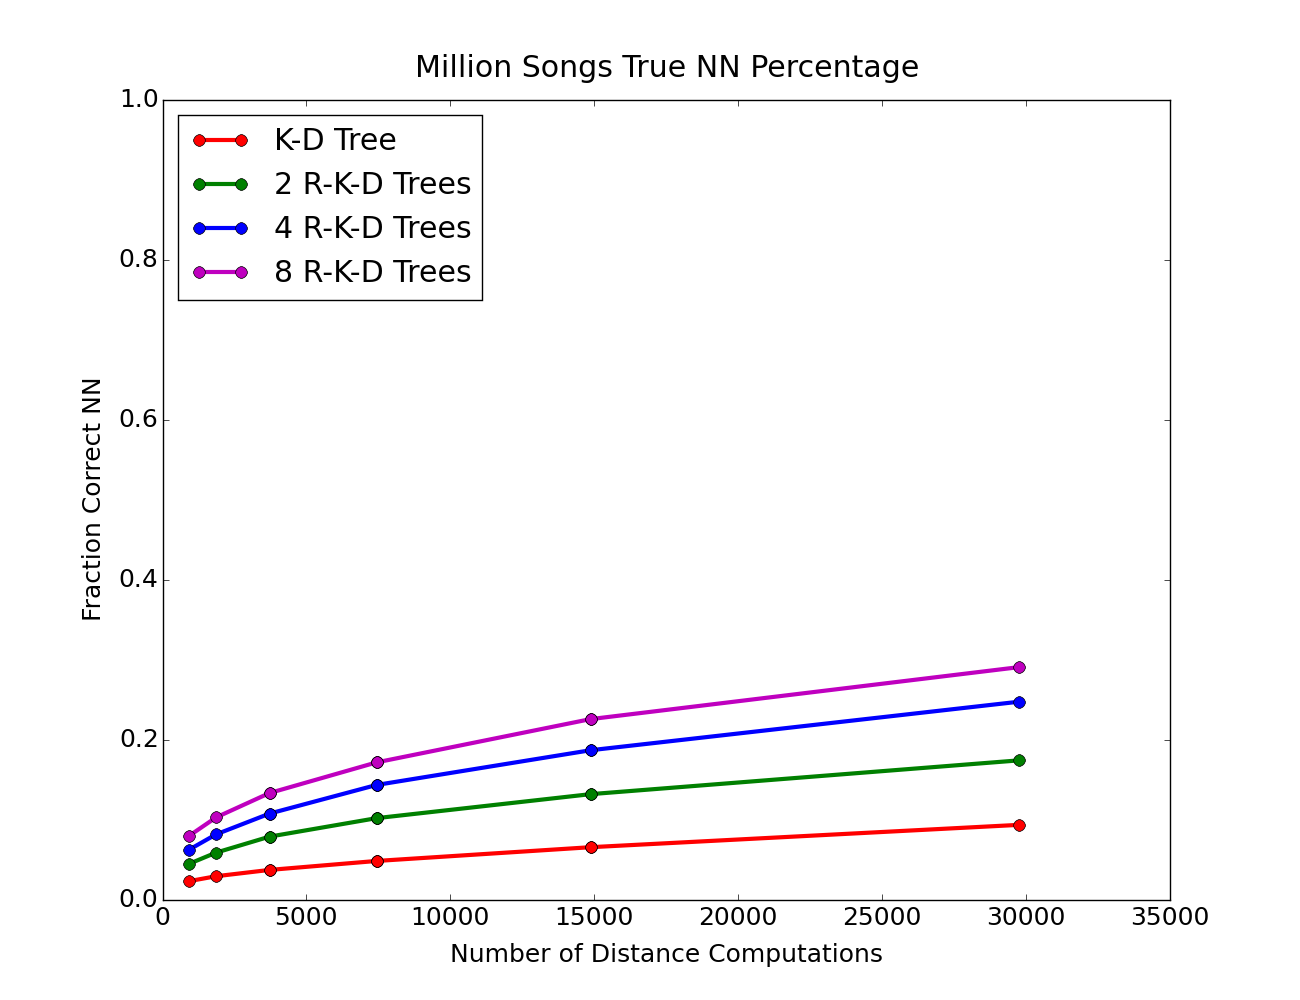 Million Songs True NN Percentage
1.0
0.8
0.6
0.4
0.2
0.0
Fraction Correct NN
K-D Tree
2 R-K-D Trees
4 R-K-D Trees
8 R-K-D Trees
0 5000 10000 15000 20000 25000 30000 35000
Number of Distance Computations